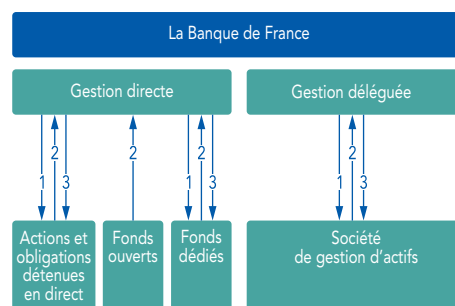 La Banque de France
Gestion directe
Gestion déléguée
1 2 3
2
1 2 3
1 2 3
Actions et
obligations
détenues
en direct
Fonds
ouverts
Fonds
dédiés
Société
de gestion d'actifs